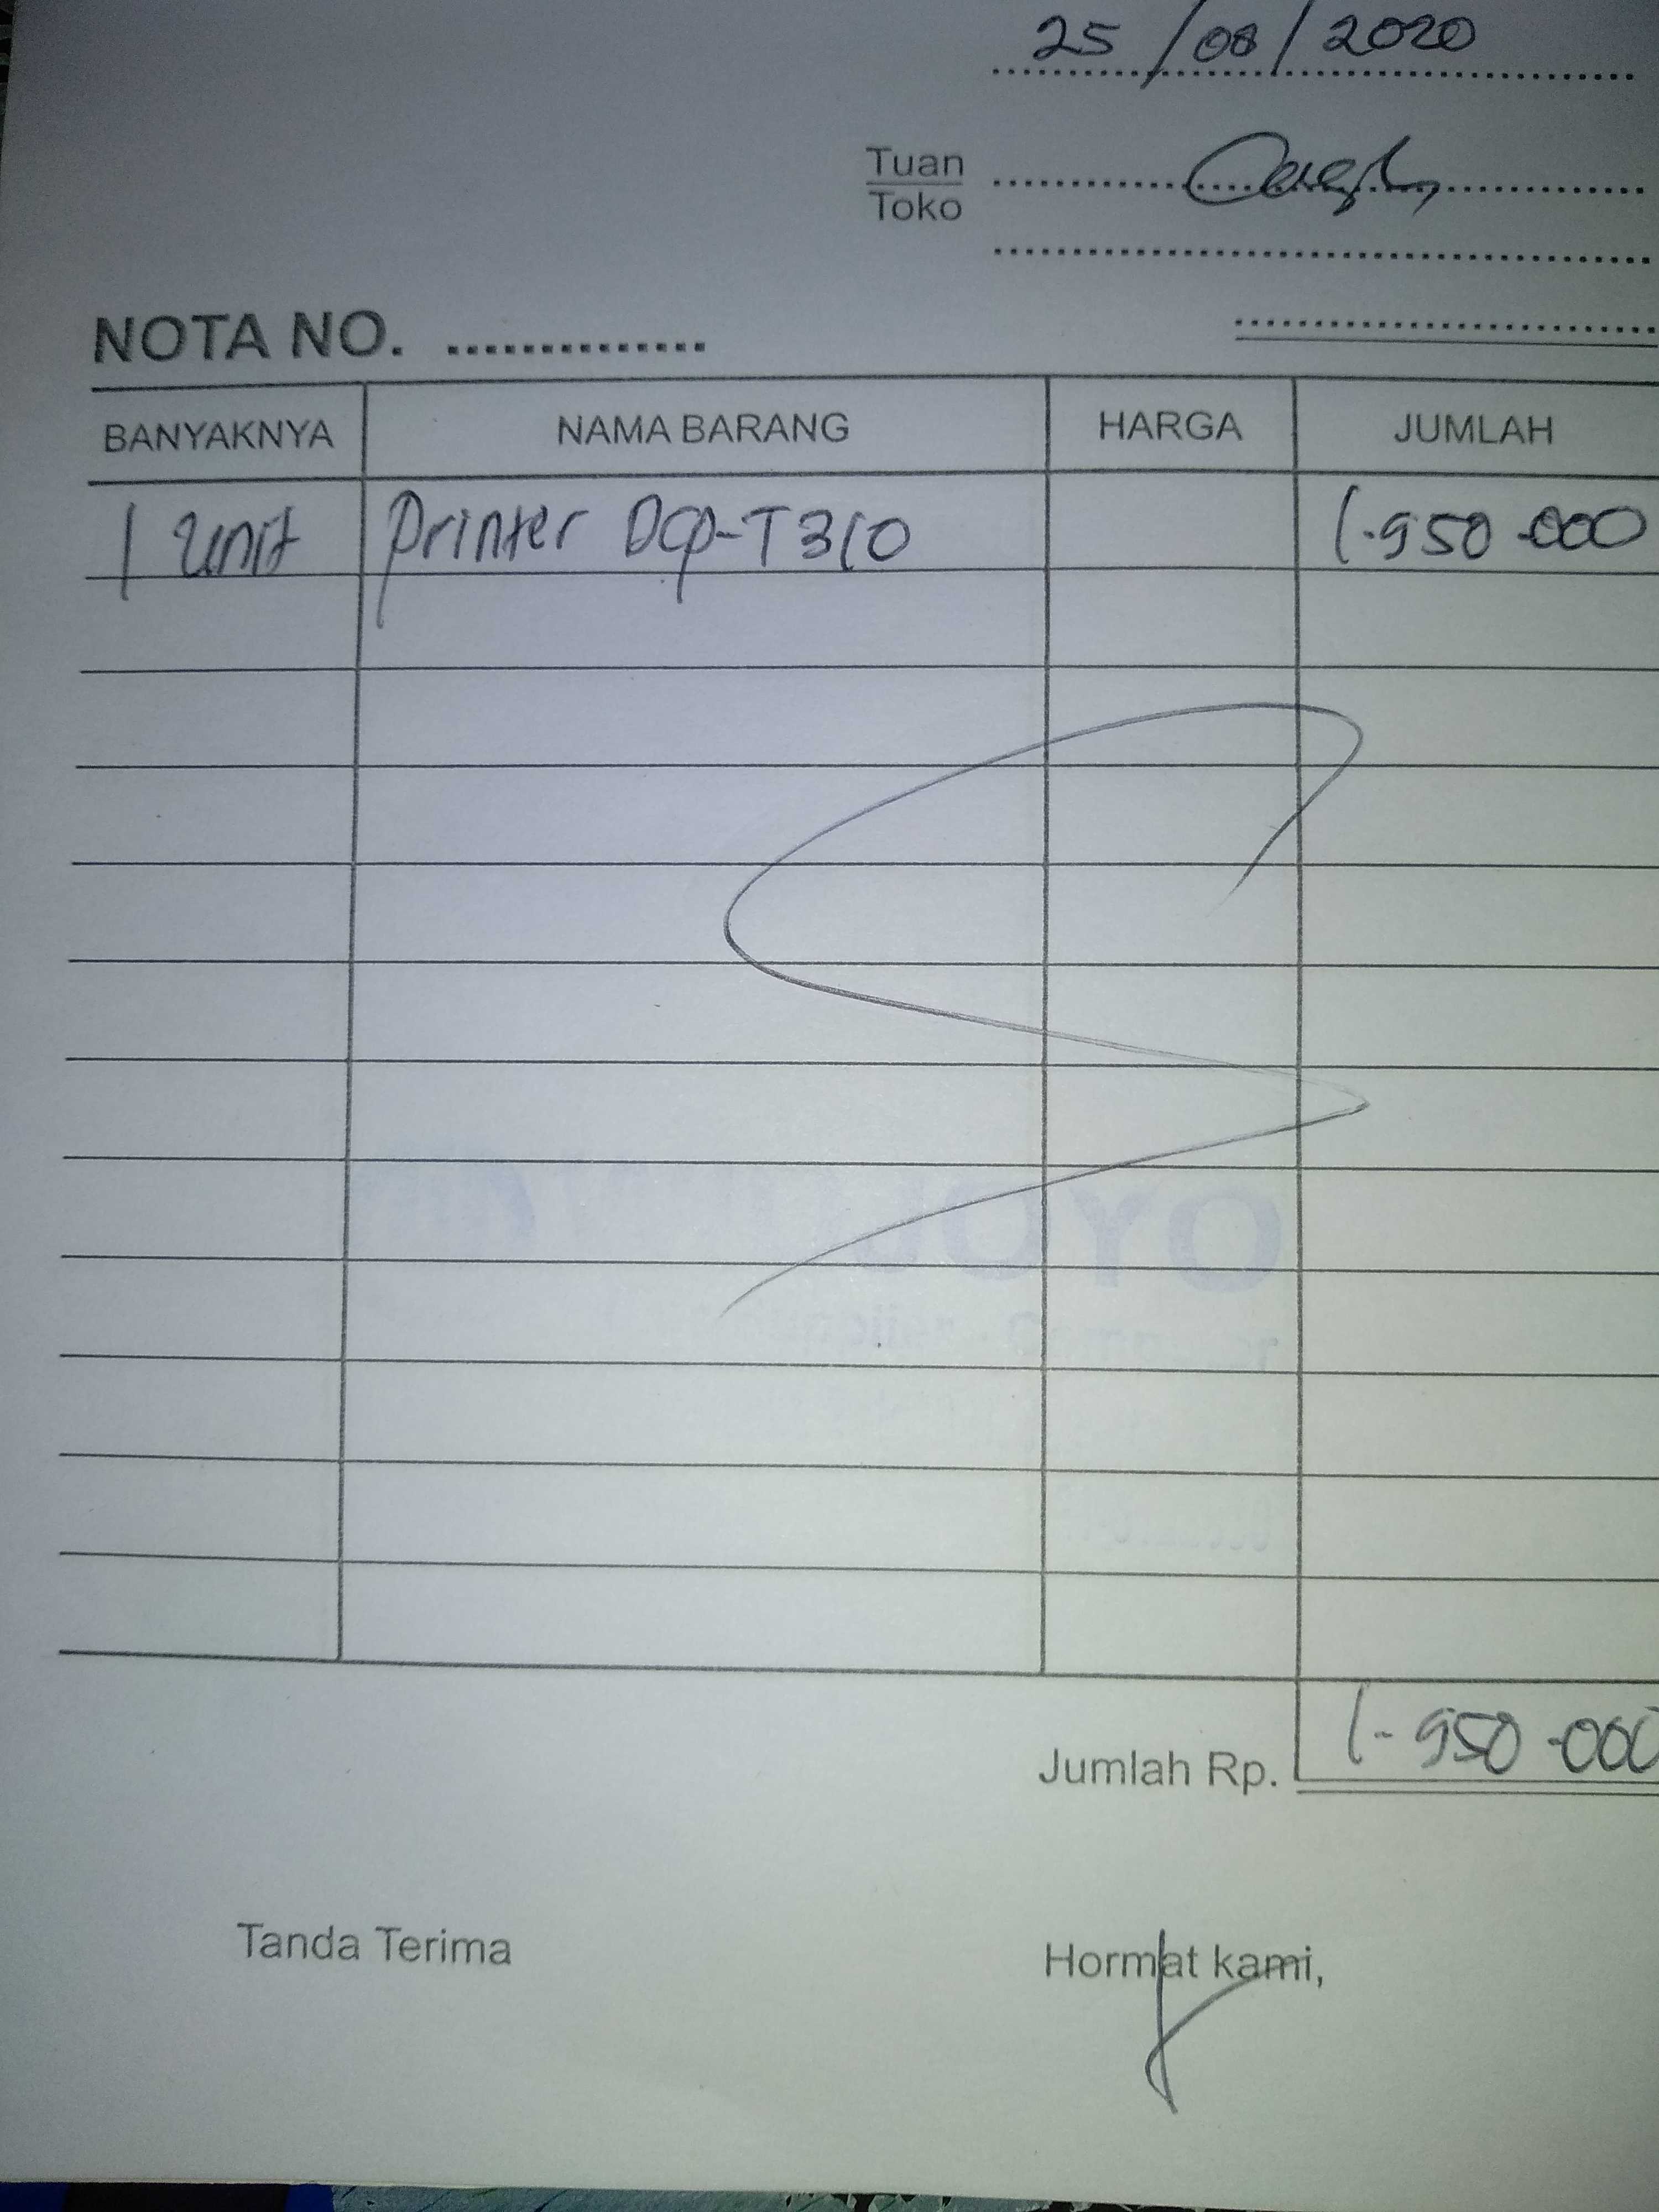 25/08/2020
Tuan Cash
Toko
NOTA NO. ..............
BANYAKNYA NAMA BARANG HARGA JUMLAH
1 Unit Printer DCP-T310 1.950.000
Jumlah Rp. 1.950.000
Tanda Terima Hormat kami,